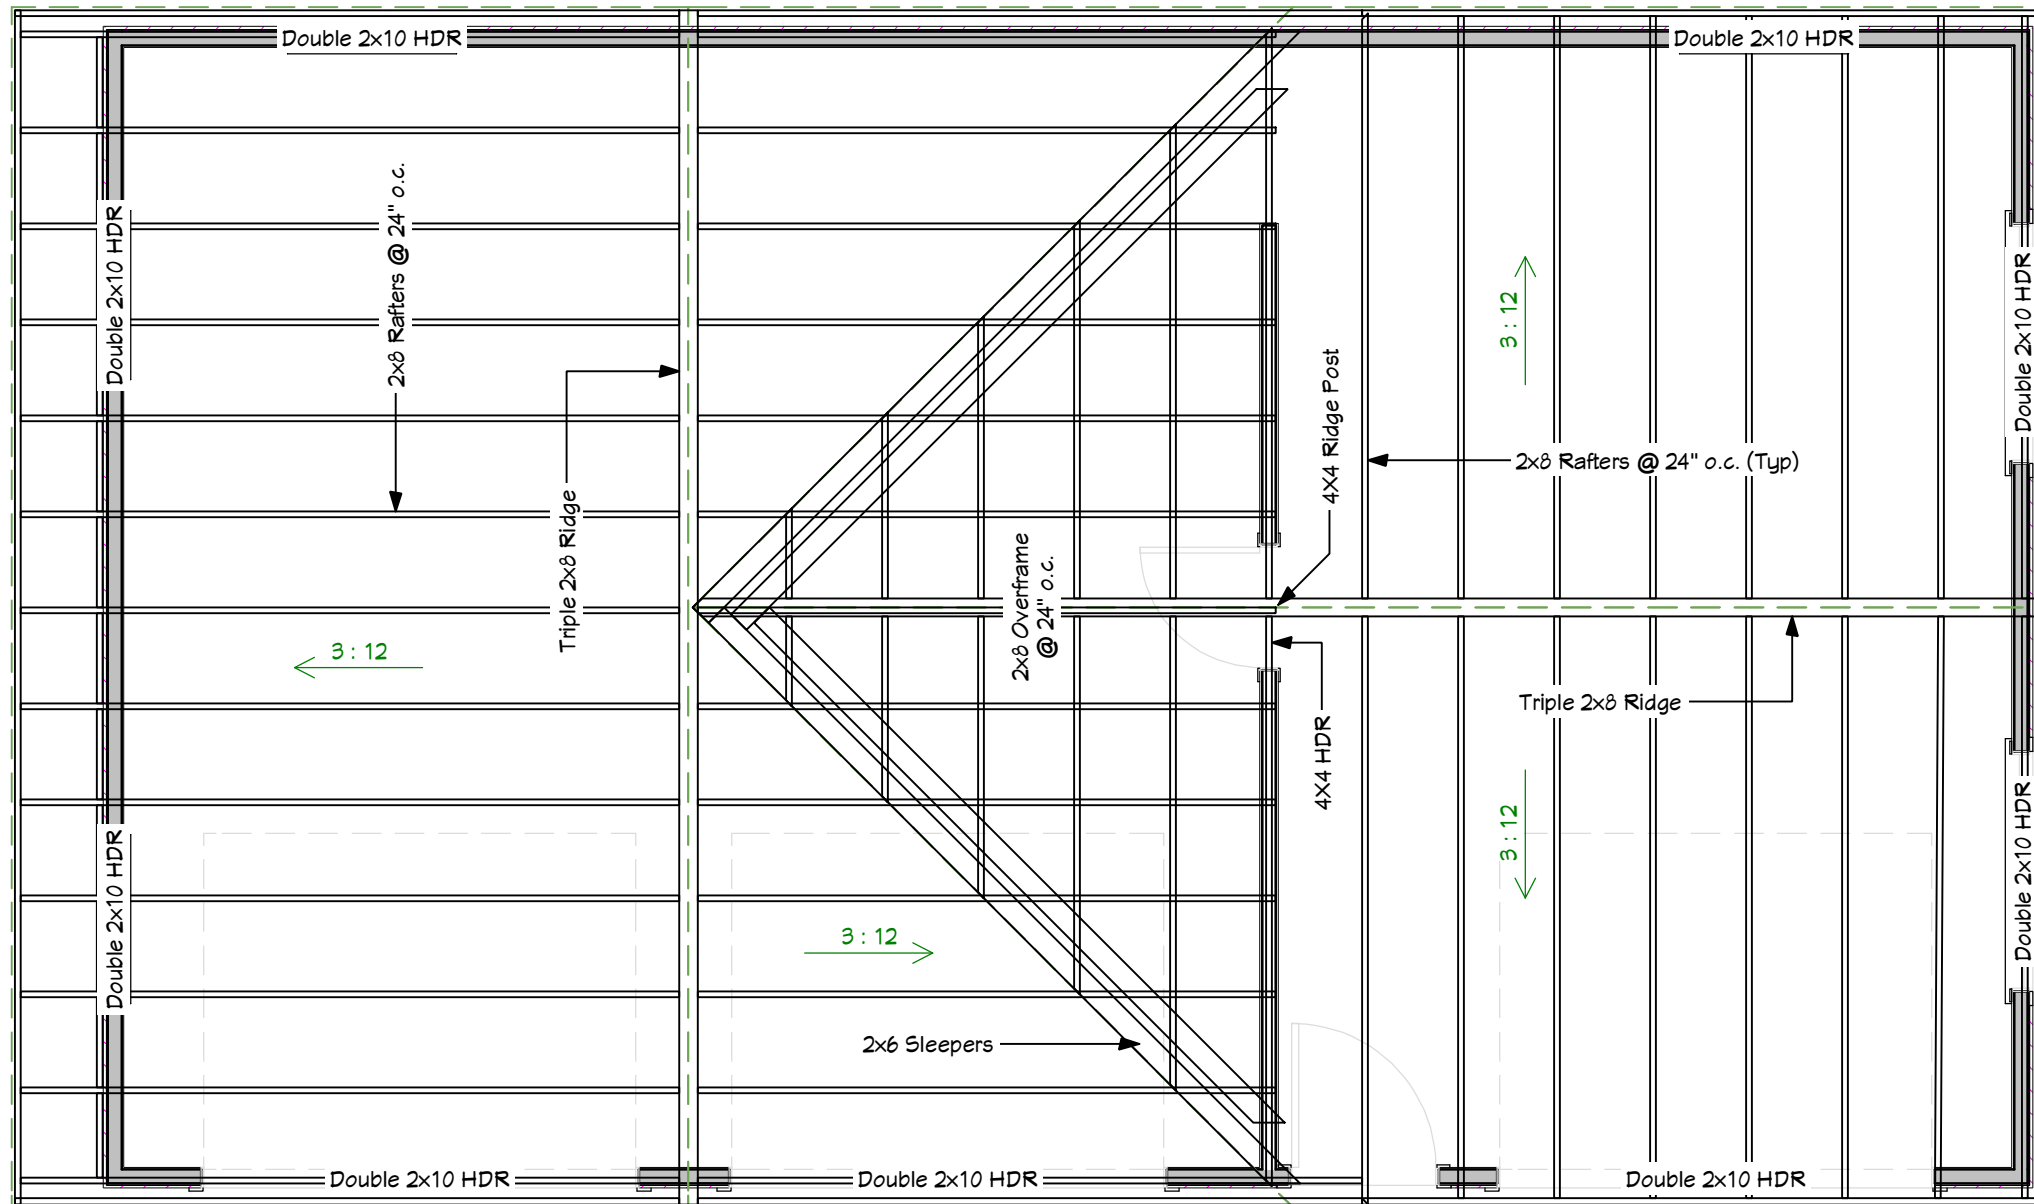 Double 2x10 HDR
Double 2x10 HDR
Double 2x10 HDR
2x8 Rafters @ 24" o.c.
Triple 2x8 Ridge
3 : 12
4X4 Ridge Post
2x8 Rafters @ 24" o.c. (Typ)
Double 2x10 HDR
2x8 Overframe
@ 24" o.c.
3 : 12
Triple 2x8 Ridge
4X4 HDR
3 : 12
Double 2x10 HDR
Double 2x10 HDR
3 : 12
2x6 Sleepers
Double 2x10 HDR
Double 2x10 HDR
Double 2x10 HDR